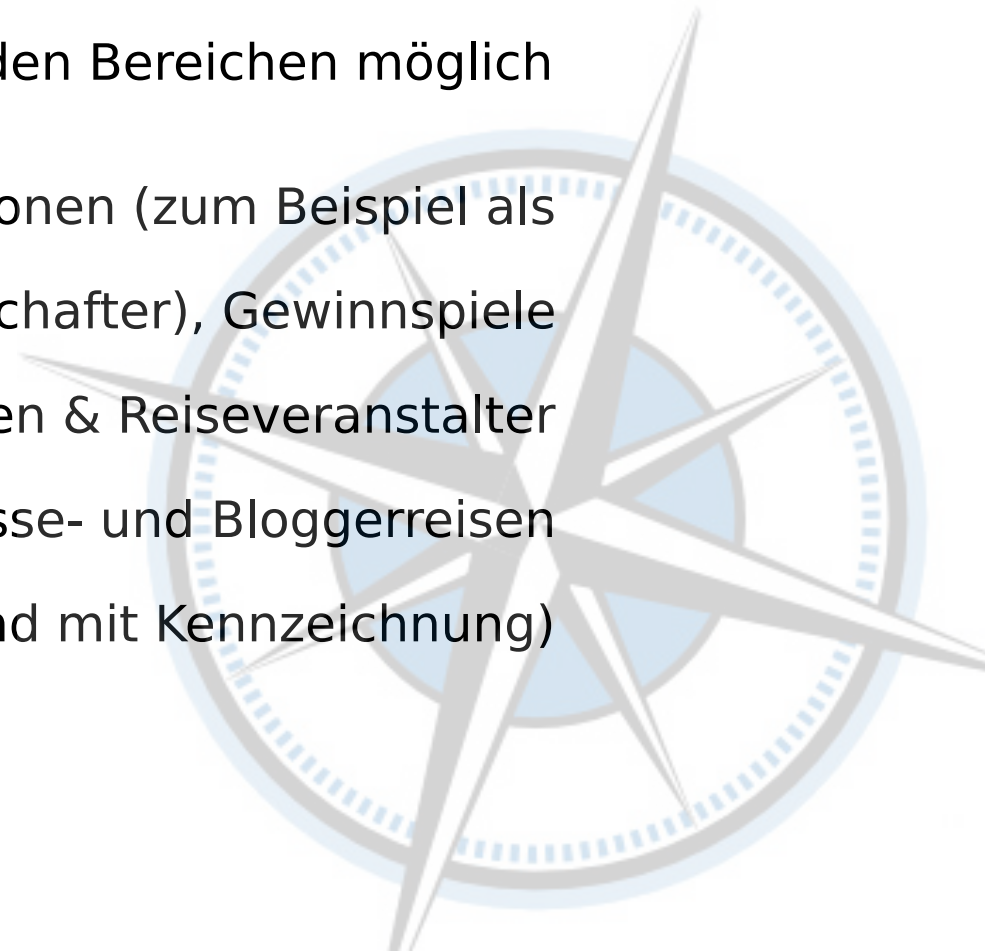 den Bereichen möglich
onen (zum Beispiel als
chafter), Gewinnspiele
en & Reiseveranstalter
sse- und Bloggerreisen
nd mit Kennzeichnung)